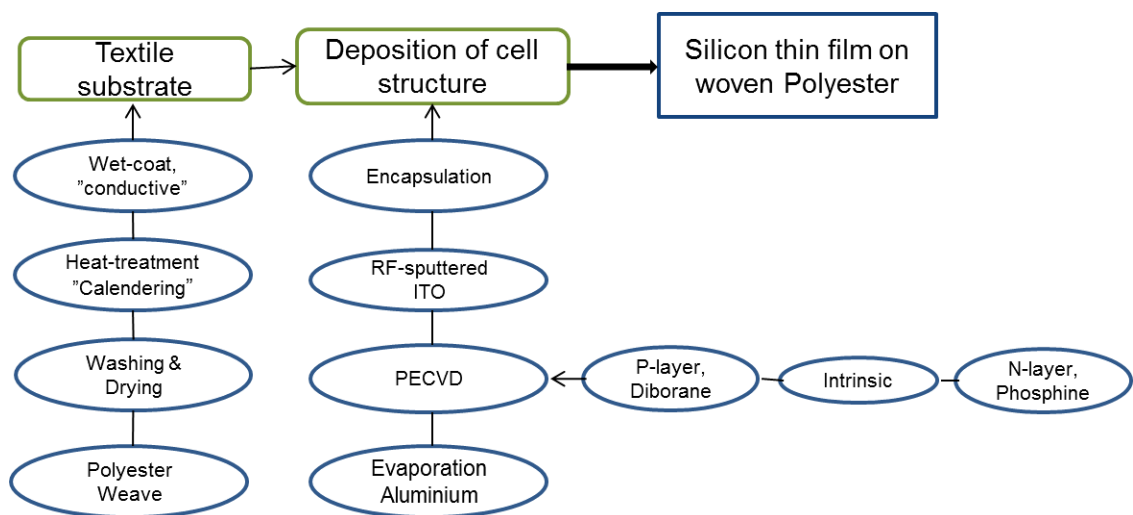 Textile
substrate
Deposition of cell
structure
Silicon thin film on
woven Polyester
Wet-coat,
”conductive”
Heat-treatment
”Calendering”
Washing &
Drying
Polyester
Weave
Encapsulation
RF-sputtered
ITO
PECVD
Evaporation
Aluminium
P-layer,
Diborane
Intrinsic
N-layer,
Phosphine